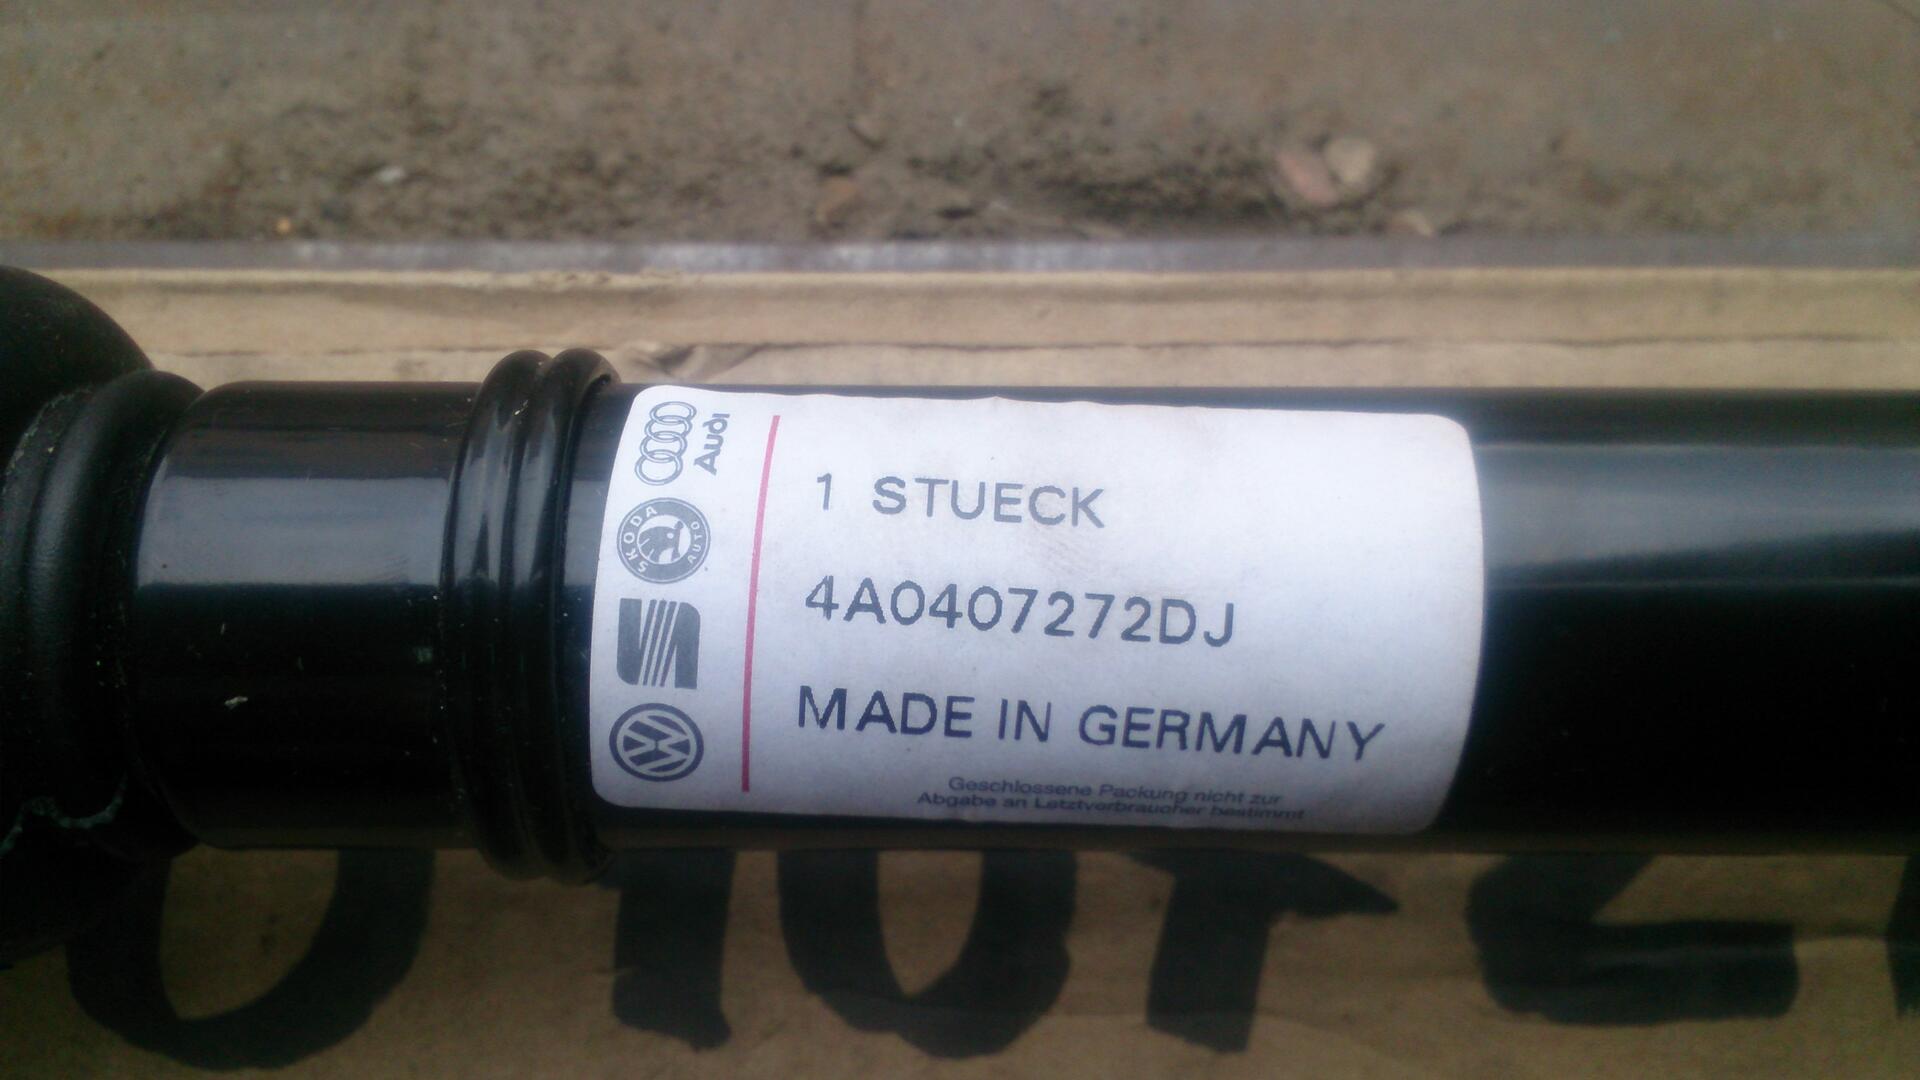 Audi
SKODA AUTO
1 STUECK
4A0407272DJ
MADE IN GERMANY
Geschlossene Packung nicht zur
Abgabe an Letztverbraucher bestimmt